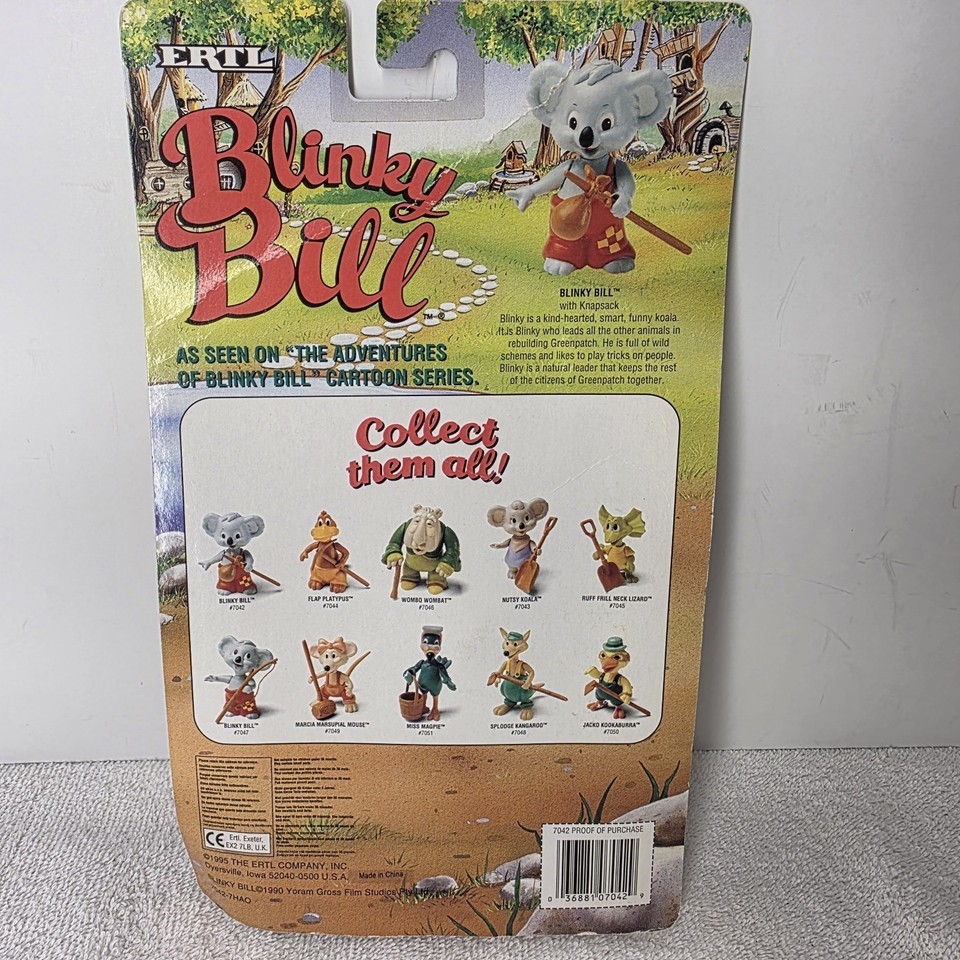 ERTL
Blinky
Bill
TM-®
AS SEEN ON "THE ADVENTURES
OF BLINKY BILL" CARTOON SERIES.
BLINKY BILL™
with Knapsack
Blinky is a kind-hearted, smart, funny koala.
It is Blinky who leads all the other animals in
rebuilding Greenpatch. He is full of wild
schemes and likes to play tricks on people.
Blinky is a natural leader that keeps the rest
of the citizens of Greenpatch together.
Collect
them all!
BLINKY BILL™
#7042
FLAP PLATYPUS™
#7044
WOMBO WOMBAT™
#7046
NUTSY KOALA™
#7043
RUFF FRILL NECK LIZARD™
#7045
BLINKY BILL™
#7047
MARCIA MARSUPIAL MOUSE™
#7049
MISS MAGPIE™
#7051
SPLODGE KANGAROO™
#7048
JACKO KOOKABURRA™
#7050
CE Ertl. Exeter,
EX2 7LB, U.K.
©1995 THE ERTL COMPANY, INC.
Dyersville, Iowa 52040-0500 U.S.A. Made in China
BLINKY BILL©1990 Yoram Gross Film Studios Pty Ltd
7042-7HAO
7042 PROOF OF PURCHASE
0 36881 07042 9